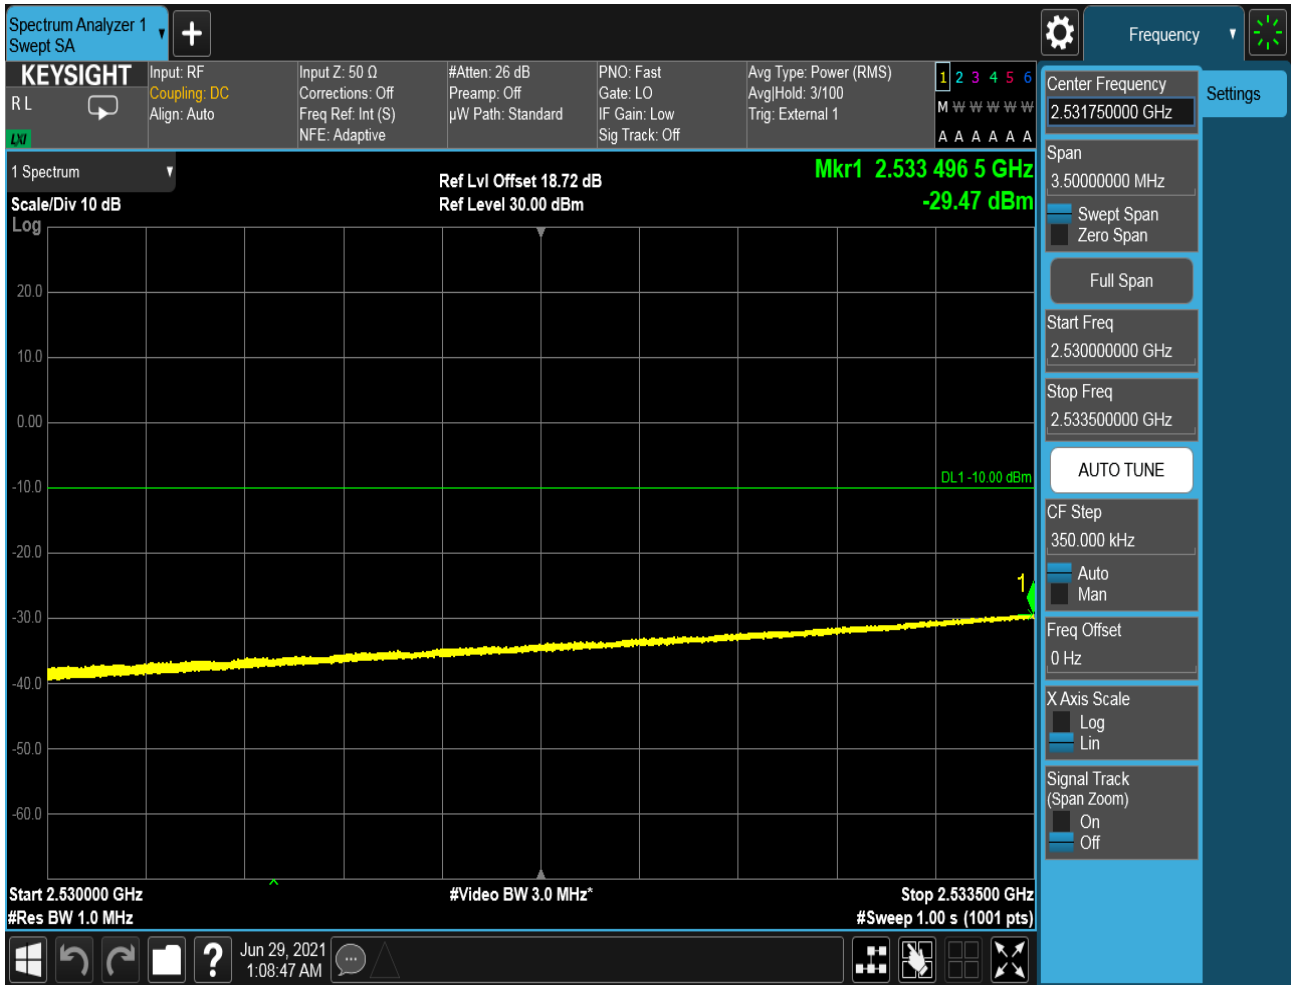 Spectrum Analyzer 1
Swept SA
Frequency
KEYSIGHT
R L
LXI
Input: RF
Coupling: DC
Align: Auto
Input Z: 50 Ω
Corrections: Off
Freq Ref: Int (S)
NFE: Adaptive
#Atten: 26 dB
Preamp: Off
µW Path: Standard
PNO: Fast
Gate: LO
IF Gain: Low
Sig Track: Off
Avg Type: Power (RMS)
Avg|Hold: 3/100
Trig: External 1
1 2 3 4 5 6
M W W W W W
A A A A A A
1 Spectrum
Scale/Div 10 dB
Log
Ref Lvl Offset 18.72 dB
Ref Level 30.00 dBm
Mkr1 2.533 496 5 GHz
-29.47 dBm
20.0
10.0
0.00
-10.0
-20.0
-30.0
-40.0
-50.0
-60.0
DL1 -10.00 dBm
1
Start 2.530000 GHz
#Res BW 1.0 MHz
#Video BW 3.0 MHz*
Stop 2.533500 GHz
#Sweep 1.00 s (1001 pts)
Center Frequency
2.531750000 GHz
Settings
Span
3.50000000 MHz
Swept Span
Zero Span
Full Span
Start Freq
2.530000000 GHz
Stop Freq
2.533500000 GHz
AUTO TUNE
CF Step
350.000 kHz
Auto
Man
Freq Offset
0 Hz
X Axis Scale
Log
Lin
Signal Track
(Span Zoom)
On
Off
?
Jun 29, 2021
1:08:47 AM